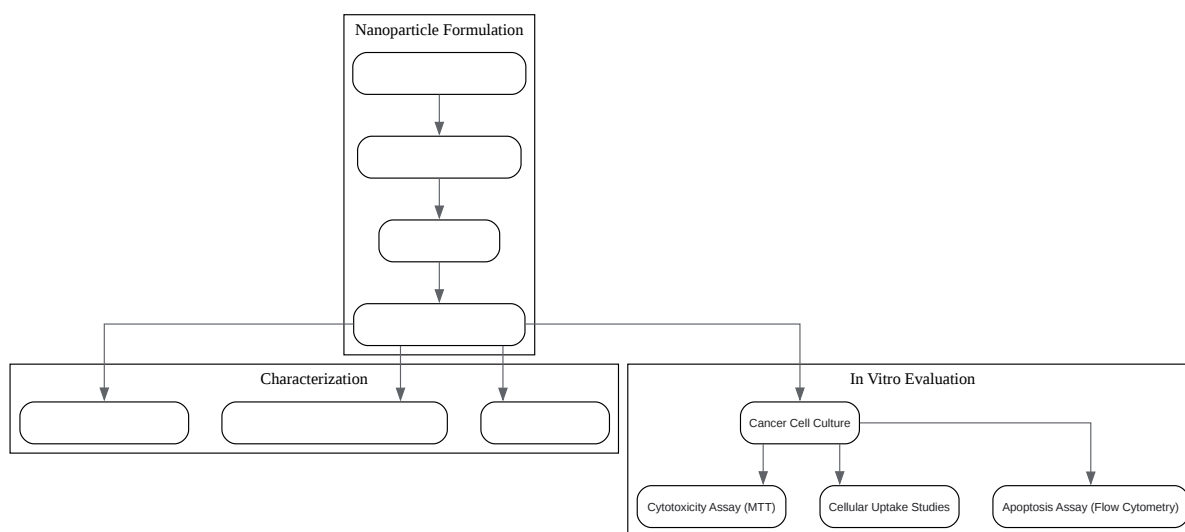 Nanoparticle Formulation
Characterization
In Vitro Evaluation
Cancer Cell Culture
Cytotoxicity Assay (MTT)
Cellular Uptake Studies
Apoptosis Assay (Flow Cytometry)